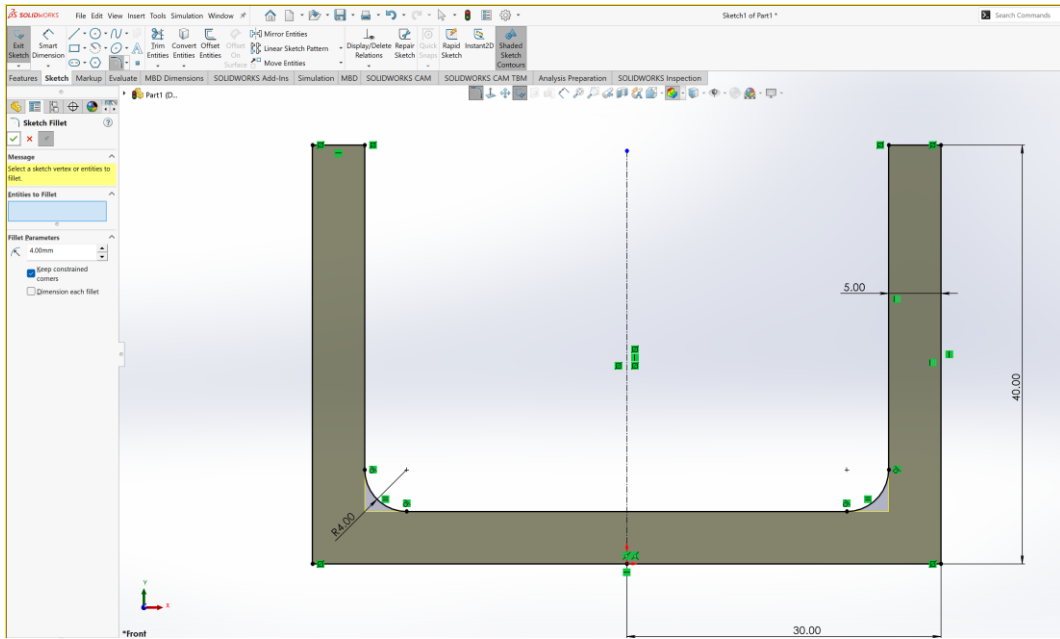 SOLIDWORKS File Edit View Insert Tools Simulation Window Sketch1 of Part1 * Search Commands
Exit Sketch
Smart Dimension
Trim Entities
Convert Entities
Offset Entities
Offset On Surface
Mirror Entities
Linear Sketch Pattern
Move Entities
Display/Delete Relations
Repair Sketch
Quick Snaps
Rapid Sketch
Instant2D
Shaded Sketch Contours
Features Sketch Markup Evaluate MBD Dimensions SOLIDWORKS Add-Ins Simulation MBD SOLIDWORKS CAM SOLIDWORKS CAM TBM Analysis Preparation SOLIDWORKS Inspection
Part1 (D...
Sketch Fillet
Message
Select a sketch vertex or entities to
fillet.
Entities to Fillet
Fillet Parameters
4.00mm
Keep constrained
corners
Dimension each fillet
5.00
40.00
R4.00
30.00
Y
X
*Front